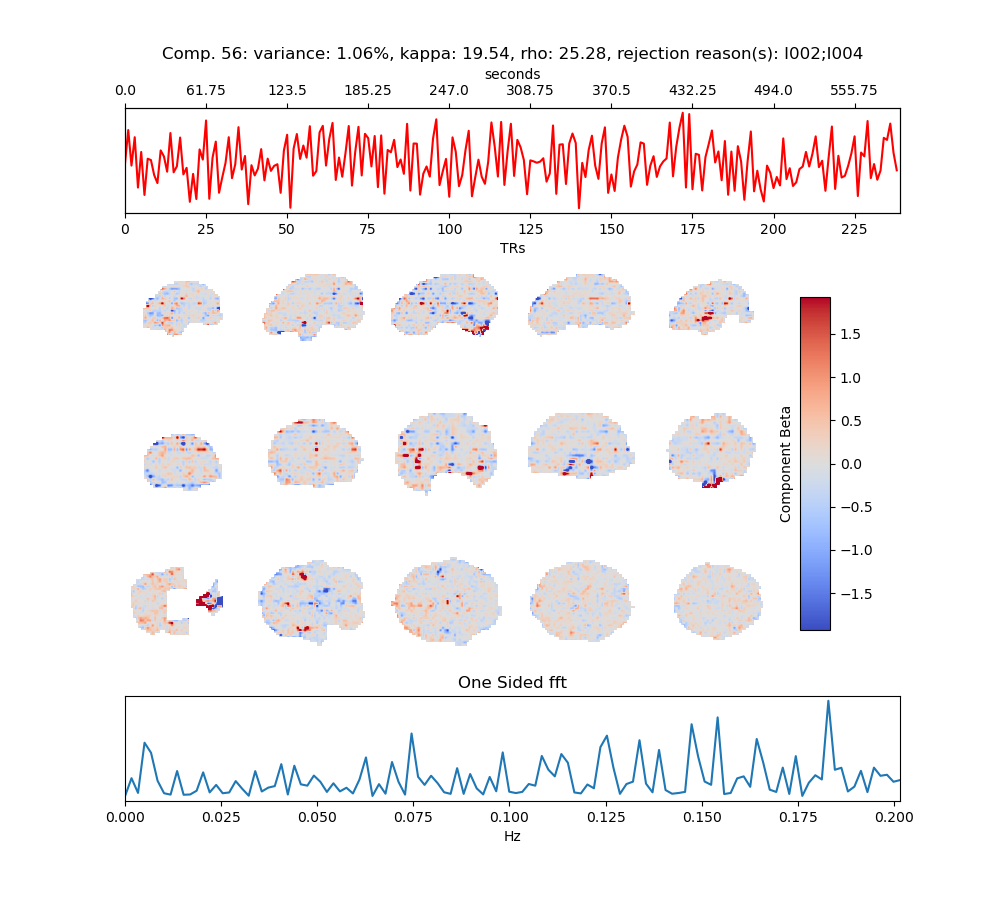 Comp. 56: variance: 1.06%, kappa: 19.54, rho: 25.28, rejection reason(s): I002;I004
seconds
0.0 61.75 123.5 185.25 247.0 308.75 370.5 432.25 494.0 555.75
0 25 50 75 100 125 150 175 200 225
TRs
1.5
1.0
0.5
0.0
−0.5
−1.0
−1.5
Component Beta
One Sided fft
0.000 0.025 0.050 0.075 0.100 0.125 0.150 0.175 0.200
Hz